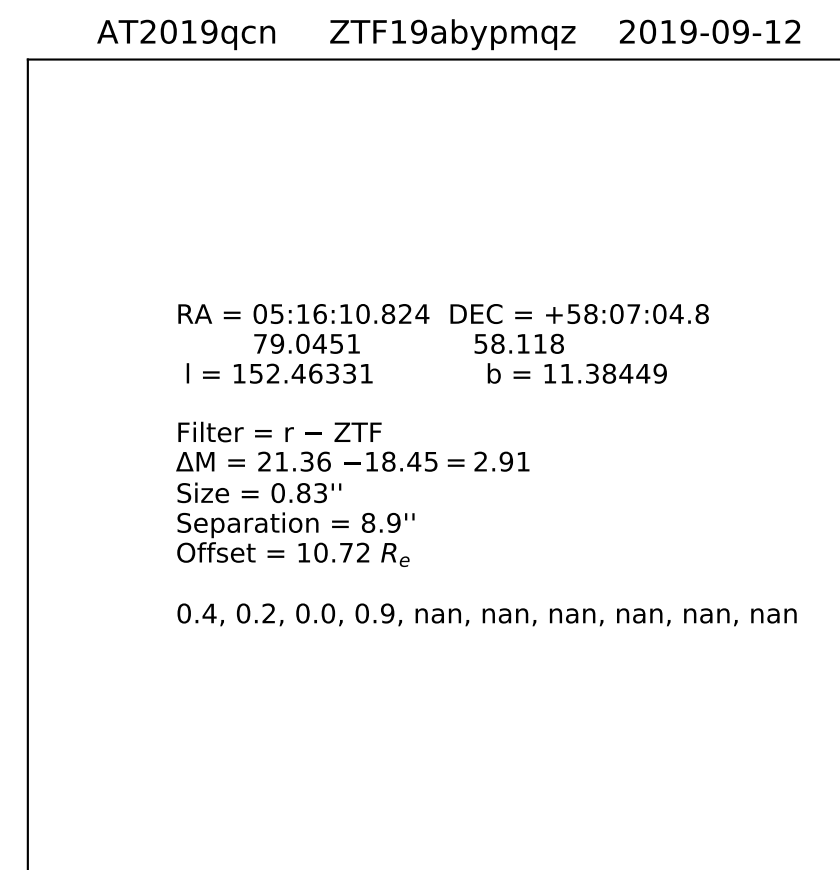 AT2019qcn ZTF19abypmqz 2019-09-12
RA = 05:16:10.824 DEC = +58:07:04.8
79.0451 58.118
l = 152.46331 b = 11.38449
Filter = r − ZTF
ΔM = 21.36 −18.45 = 2.91
Size = 0.83''
Separation = 8.9''
Offset = 10.72 Re
0.4, 0.2, 0.0, 0.9, nan, nan, nan, nan, nan, nan